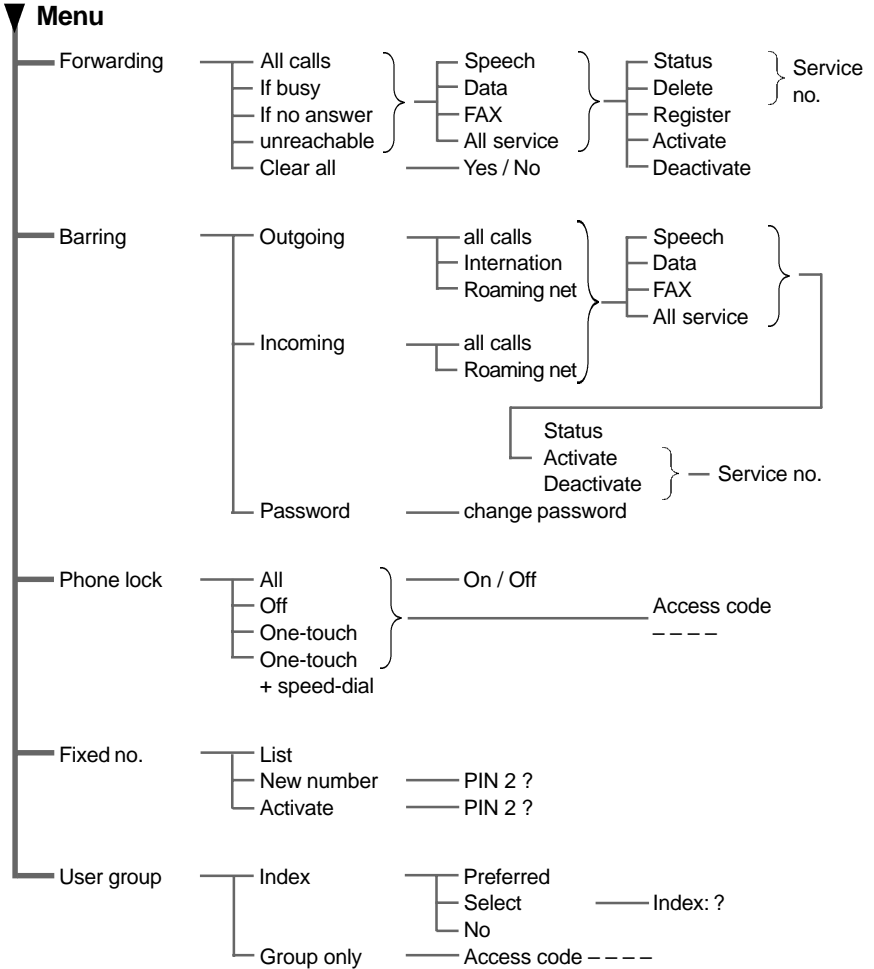 Menu
Forwarding All calls Speech Status Service
If busy Data Delete no.
If no answer FAX Register
unreachable All service Activate
Clear all Yes / No Deactivate
Barring Outgoing all calls Speech
Internation Data
Roaming net FAX
All service
Incoming all calls
Roaming net
Status
Activate Service no.
Deactivate
Password change password
Phone lock All On / Off
Off Access code
One-touch – – – –
One-touch
+ speed-dial
Fixed no. List
New number PIN 2 ?
Activate PIN 2 ?
User group Index Preferred
Select Index: ?
No
Group only Access code – – – –